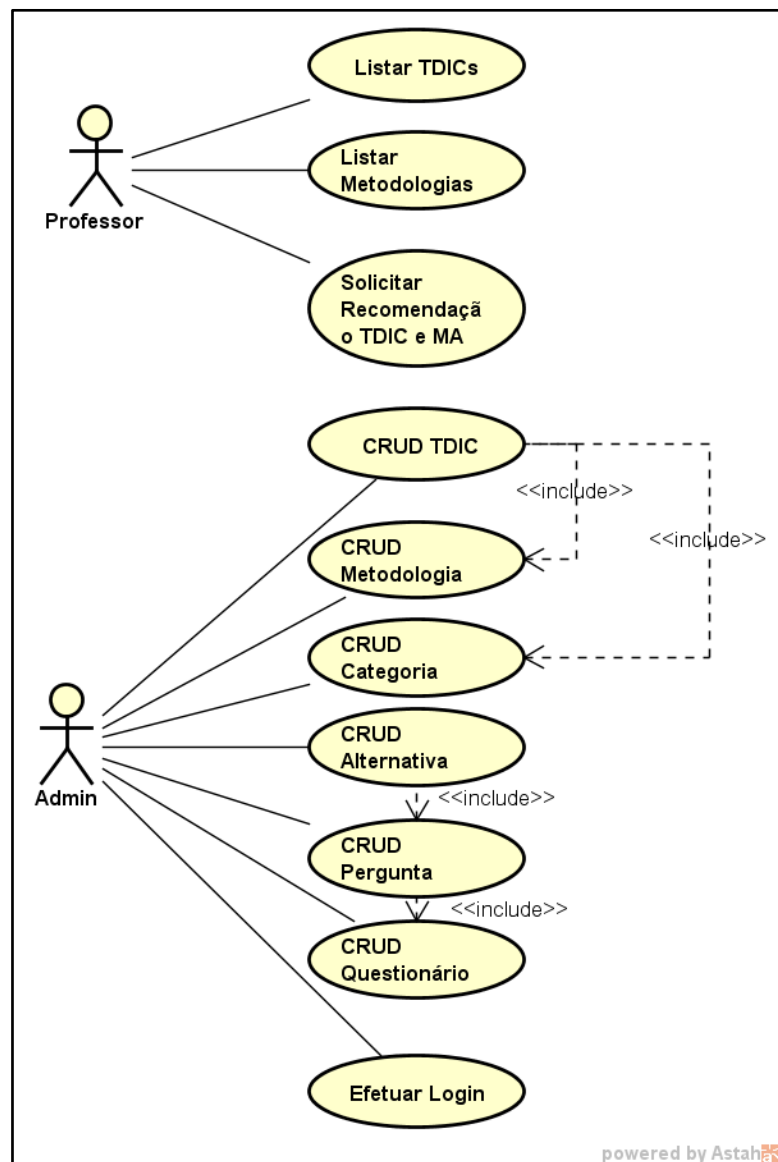 Listar TDICs
Listar
Metodologias
Professor
Solicitar
Recomendaçã
o TDIC e MA
CRUD TDIC
<<include>>
<<include>>
CRUD
Metodologia
CRUD
Categoria
CRUD
Alternativa
Admin
<<include>>
CRUD
Pergunta
<<include>>
CRUD
Questionário
Efetuar Login
powered by Astah